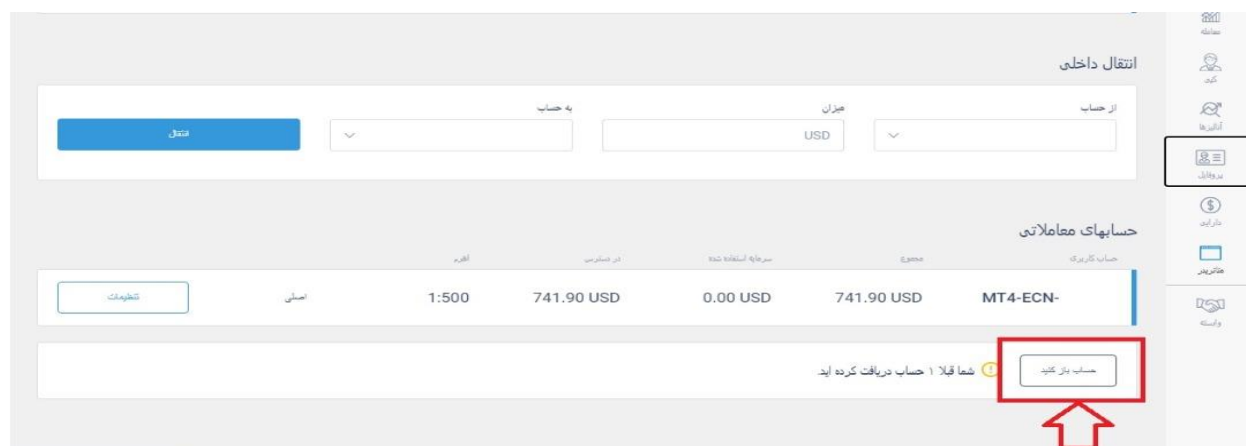 معامله
کپی
آنالیزها
پروفایل
دارایی
متاتریدر
وابسته
انتقال داخلی
از حساب
میزان
به حساب
USD
انتقال
حسابهای معاملاتی
حساب کاربری
مجموع
سرمایه استفاده شده
در دسترس
اهرم
MT4-ECN-
741.90 USD
0.00 USD
741.90 USD
1:500
اصلی
تنظیمات
حساب باز کنید
شما قبلا ۱ حساب دریافت کرده اید.